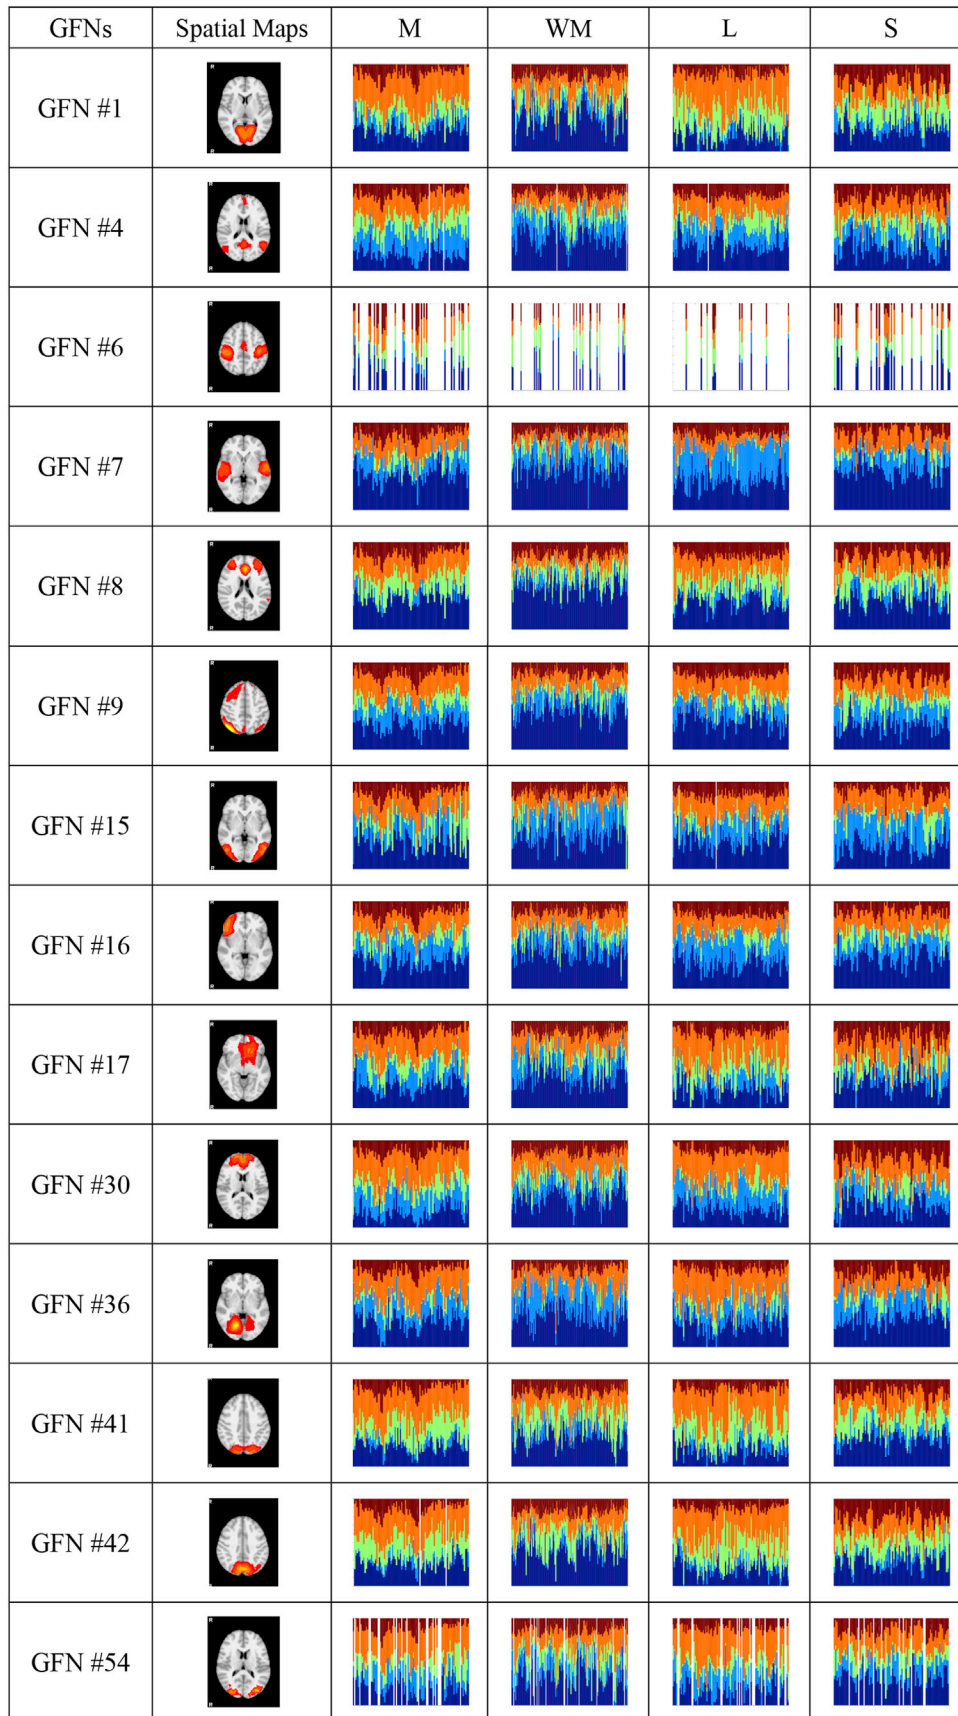 GFNs Spatial Maps M WM L S
GFN #1
R
R
GFN #4
R
R
GFN #6
R
R
GFN #7
R
R
GFN #8
R
R
GFN #9
R
R
GFN #15
R
R
GFN #16
R
R
GFN #17
R
R
GFN #30
R
R
GFN #36
R
R
GFN #41
R
R
GFN #42
R
R
GFN #54
R
R